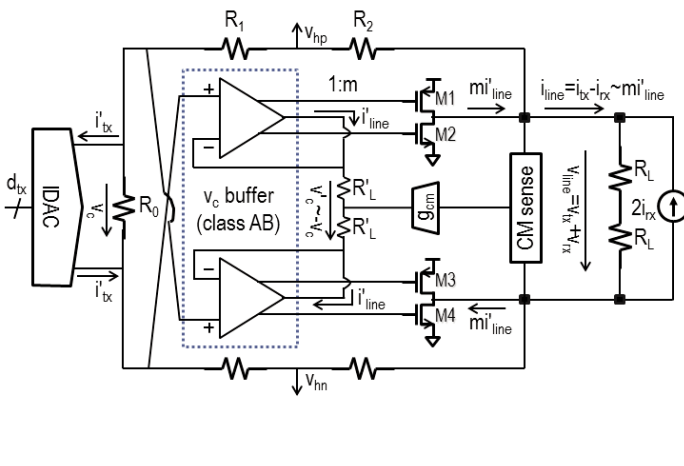 R1
R2
vhp
1:m
mi'line
iline=itx-irx~mi'line
M1
M2
i'line
+
−
i'tx
dtx
IDAC
vc
R0
vc buffer
(class AB)
v'c~-vc
R'L
R'L
gcm
CM sense
vline=vtx+vrx
RL
RL
2irx
i'tx
−
+
i'line
M3
M4
mi'line
vhn